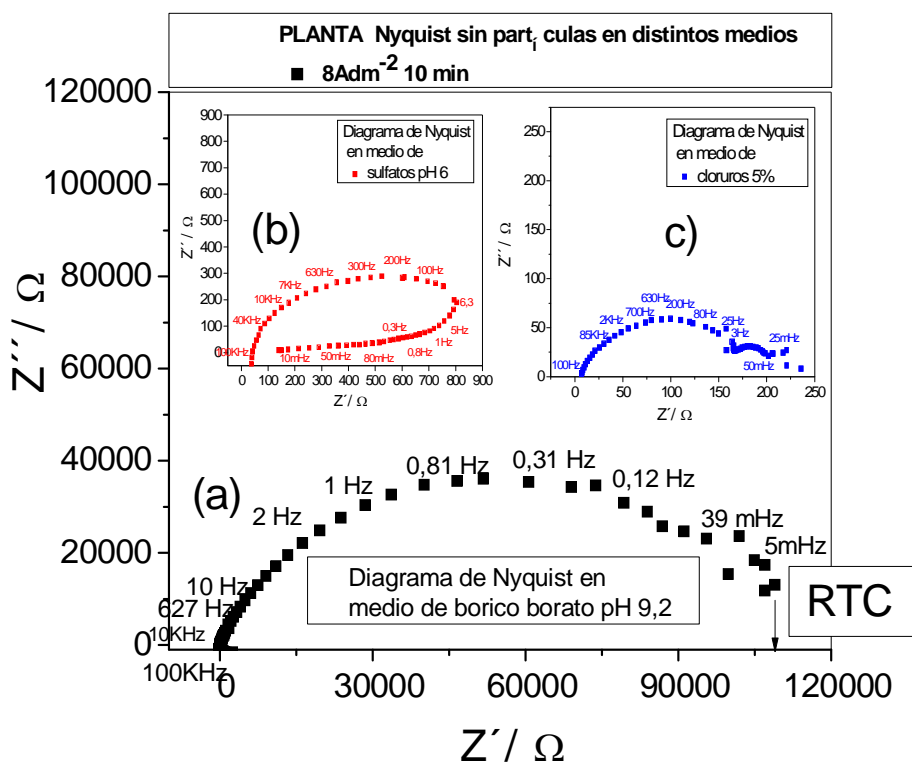 PLANTA Nyquist sin part¡ culas en distintos medios
8Adm-2 10 min
120000
100000
80000
60000
40000
20000
0
Z´´/ Ω
0
30000
60000
90000
120000
Z´/ Ω
(a)
100KHz
10KHz
627 Hz
10 Hz
2 Hz
1 Hz
0,81 Hz
0,31 Hz
0,12 Hz
39 mHz
5mHz
RTC
Diagrama de Nyquist en
medio de borico borato pH 9,2
(b)
Diagrama de Nyquist
en medio de
sulfatos pH 6
900
800
700
600
500
400
300
200
100
0
Z´´/ Ω
0
100
200
300
400
500
600
700
800
900
Z´/ Ω
40KHz
10KHz
7KHz
630Hz
300Hz
200Hz
100Hz
6,3
5Hz
1Hz
0,8Hz
0,3Hz
80mHz
50mHz
10mHz
c)
Diagrama de Nyquist
en medio de
cloruros 5%
250
200
150
100
50
0
Z´´/ Ω
0
50
100
150
200
250
Z´/ Ω
100Hz
85KHz
2KHz
700Hz
630Hz
200Hz
80Hz
25Hz
3Hz
50mHz
25mHz